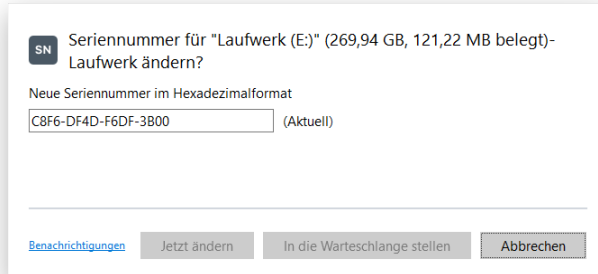 SN
Seriennummer für "Laufwerk (E:)" (269,94 GB, 121,22 MB belegt)-
Laufwerk ändern?
Neue Seriennummer im Hexadezimalformat
C8F6-DF4D-F6DF-3B00 (Aktuell)
Benachrichtigungen Jetzt ändern In die Warteschlange stellen Abbrechen